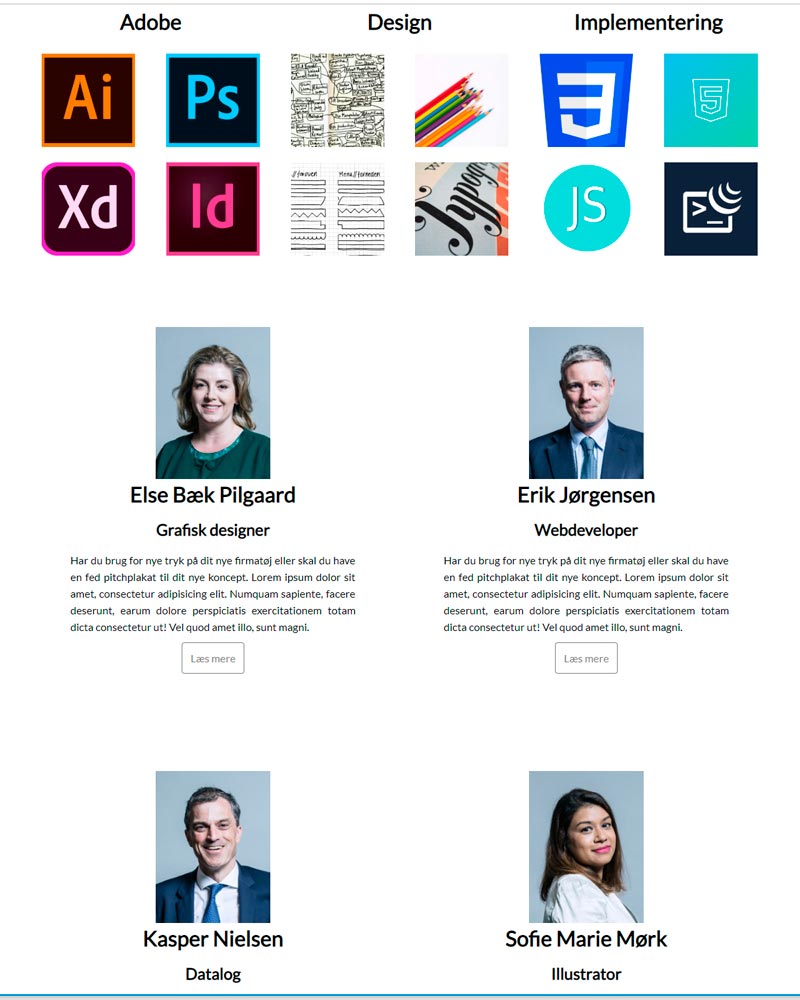 Adobe
Design
Implementering
Ai
Ps
Xd
Id
//foroven
Menu//forneden
JS
Else Bæk Pilgaard
Grafisk designer
Har du brug for nye tryk på dit nye firmatøj eller skal du have
en fed pitchplakat til dit nye koncept. Lorem ipsum dolor sit
amet, consectetur adipisicing elit. Numquam sapiente, facere
deserunt, earum dolore perspiciatis exercitationem totam
dicta consectetur ut! Vel quod amet illo, sunt magni.
Læs mere
Erik Jørgensen
Webdeveloper
Har du brug for nye tryk på dit nye firmatøj eller skal du have
en fed pitchplakat til dit nye koncept. Lorem ipsum dolor sit
amet, consectetur adipisicing elit. Numquam sapiente, facere
deserunt, earum dolore perspiciatis exercitationem totam
dicta consectetur ut! Vel quod amet illo, sunt magni.
Læs mere
Kasper Nielsen
Datalog
Sofie Marie Mørk
Illustrator